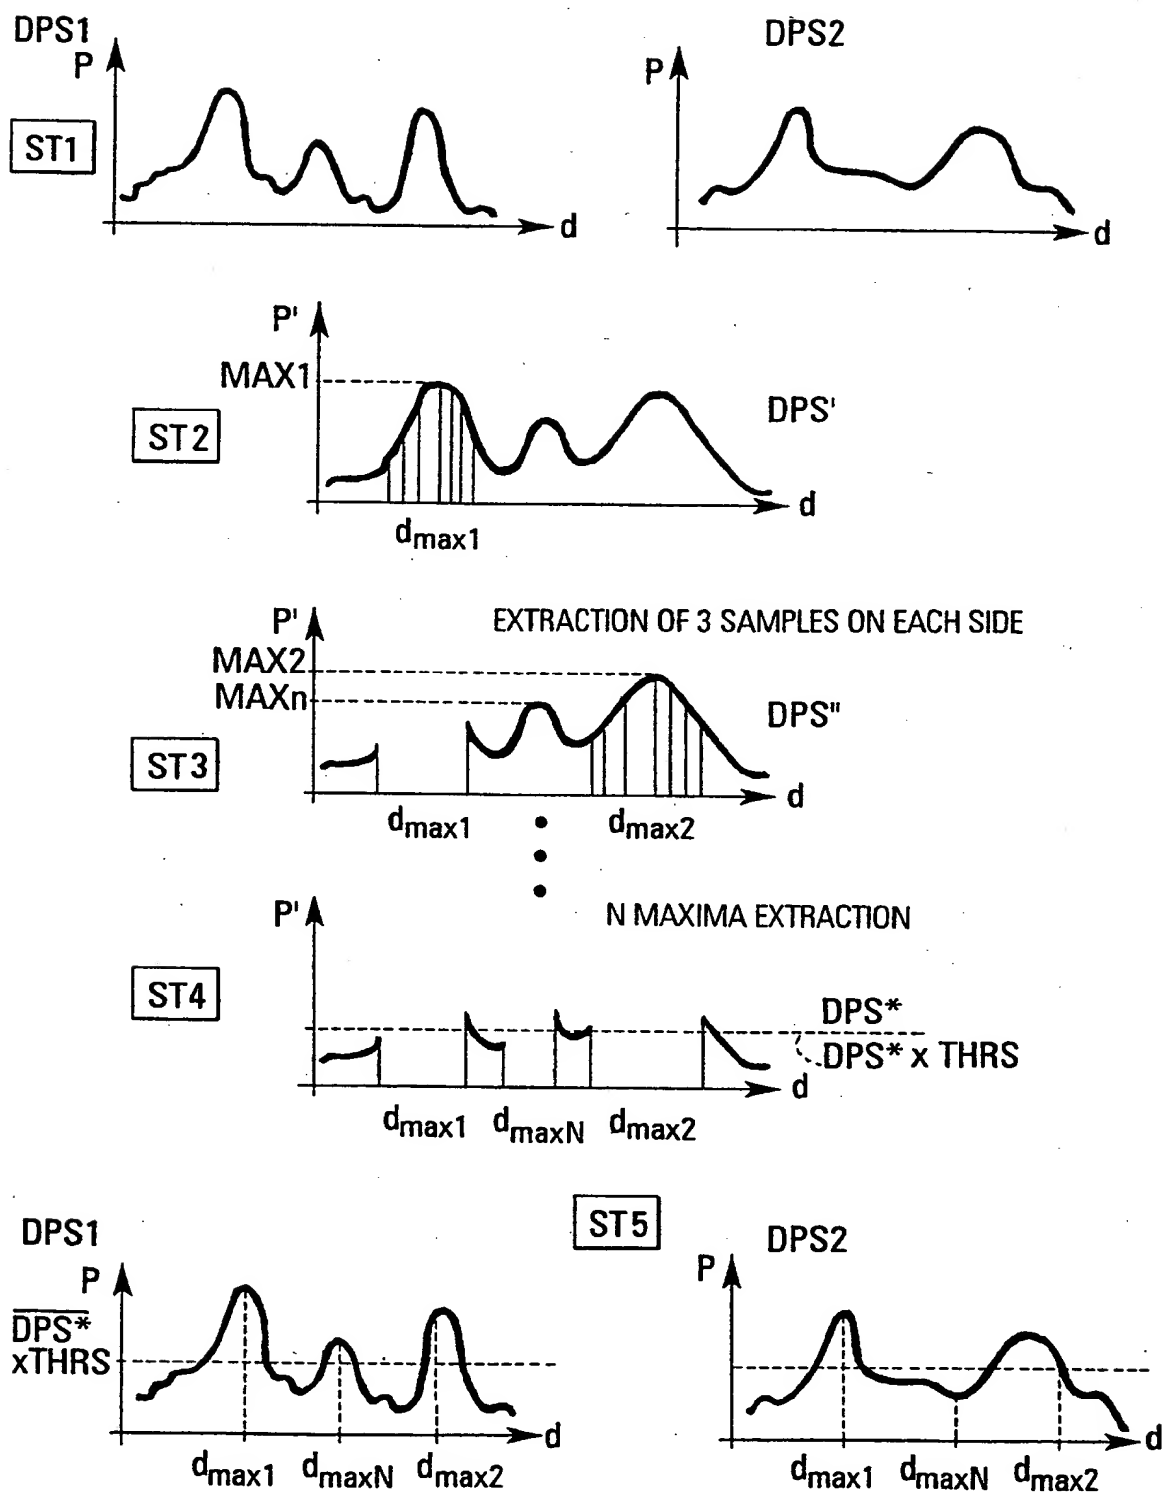 DPS1
P
ST1
d
DPS2
P
d
P'
MAX1
ST2
DPS'
d
dmax1
P'
EXTRACTION OF 3 SAMPLES ON EACH SIDE
MAX2
MAXn
DPS"
ST3
d
dmax1
dmax2
P'
N MAXIMA EXTRACTION
ST4
DPS*
DPS* x THRS
d
dmax1
dmaxN
dmax2
ST5
DPS1
P
DPS*
xTHRS
d
dmax1
dmaxN
dmax2
DPS2
P
d
dmax1
dmaxN
dmax2